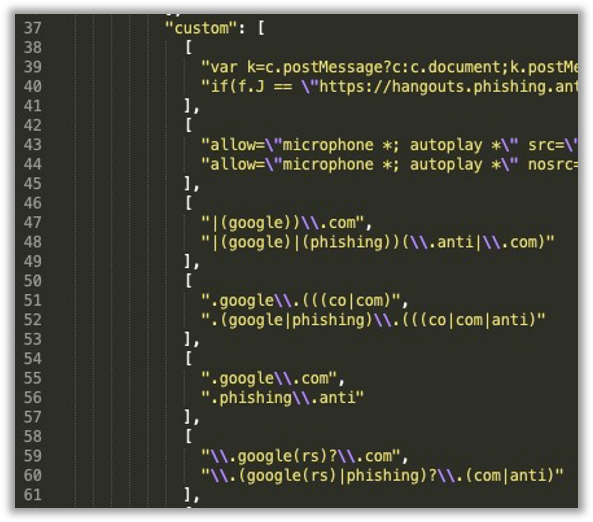 37 "custom": [
38 [
39 "var k=c.postMessage?c:c.document;k.postMe
40 "if(f.J == \"https://hangouts.phishing.ant
41 ],
42 [
43 "allow=\"microphone *; autoplay *\" src=\"
44 "allow=\"microphone *; autoplay *\" nosrc=
45 ],
46 [
47 "|(google))\\.com",
48 "|(google)|(phishing))(\\.anti|\\.com)"
49 ],
50 [
51 ".google\\.(((co|com)",
52 ".(google|phishing)\\.(((co|com|anti)"
53 ],
54 [
55 ".google\\.com",
56 ".phishing\\.anti"
57 ],
58 [
59 "\\.google(rs)?\\.com",
60 "\\.(google(rs)|phishing)?\\.(com|anti)"
61 ],